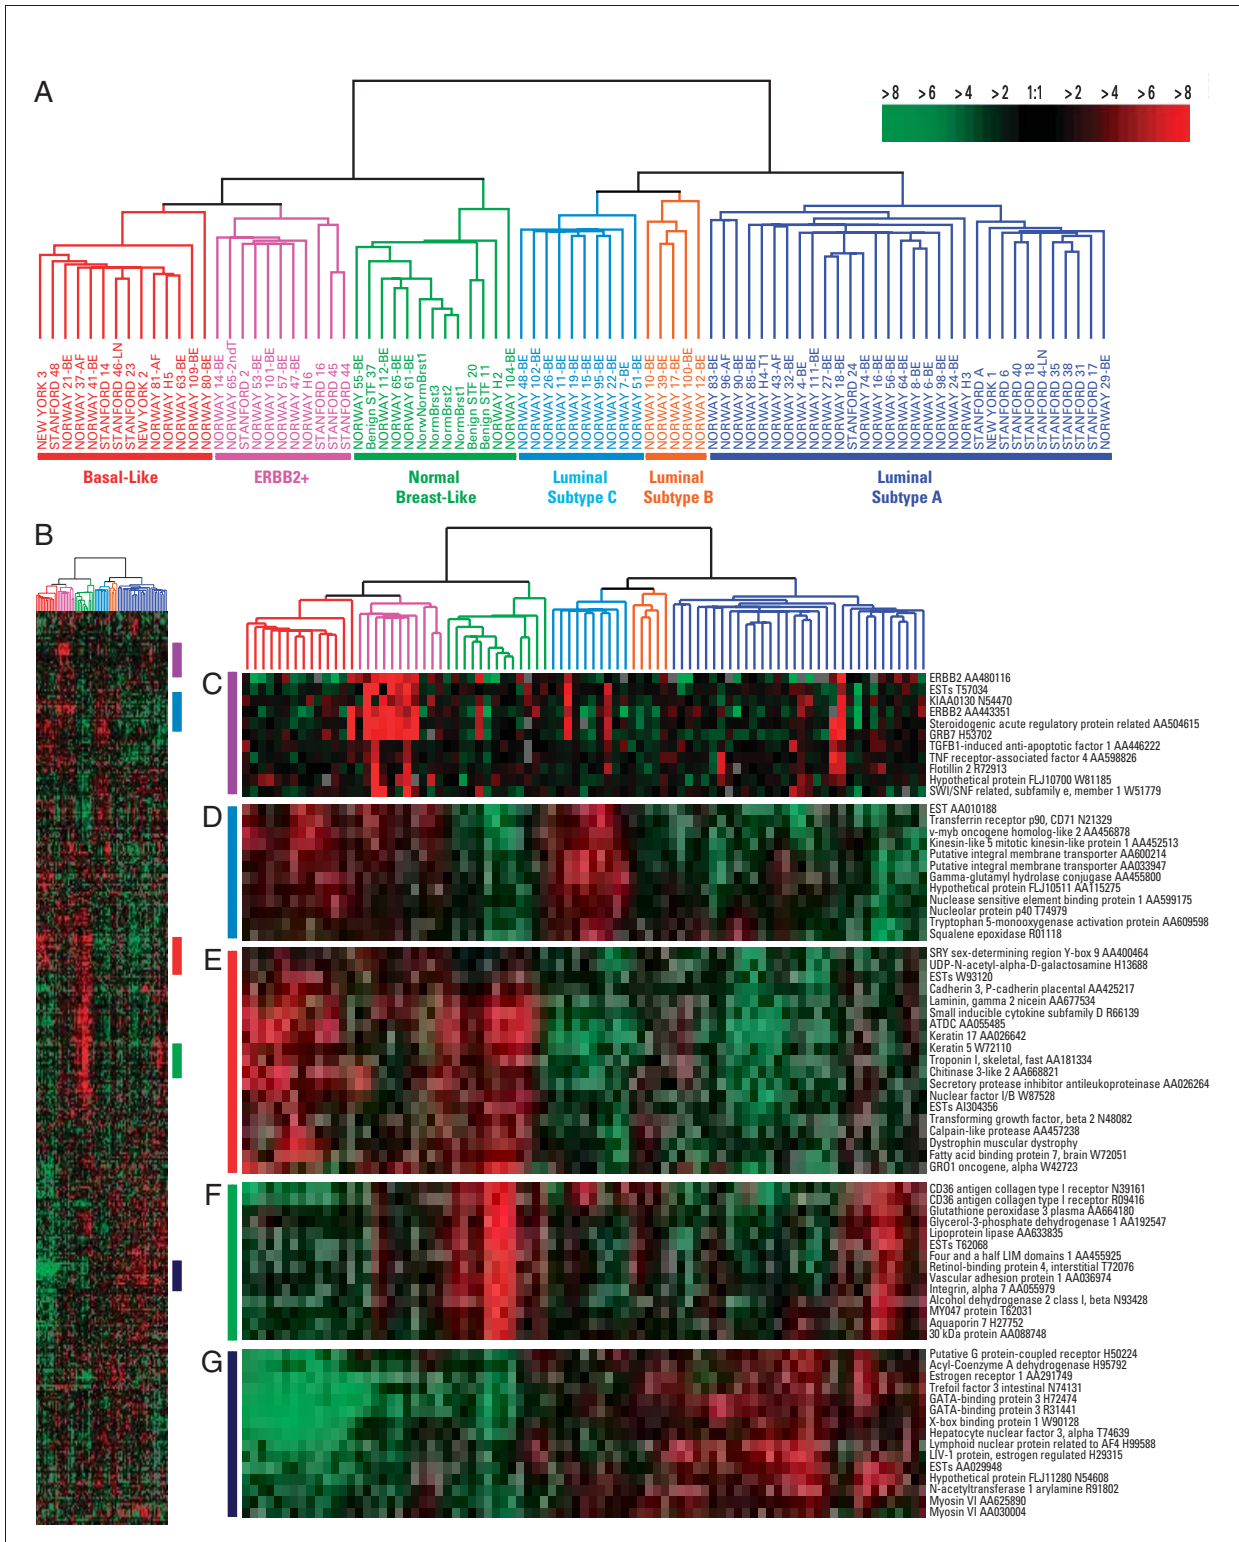 A
>8 >6 >4 >2 1:1 >2 >4 >6 >8
NEW YORK 3
STANFORD 48
NORWAY 21-BE
NORWAY 37-AF
NORWAY 41-BE
STANFORD 14
STANFORD 46-LN
STANFORD 23
NEW YORK 2
NORWAY 81-AF
NORWAY H5
NORWAY 63-BE
NORWAY 109-BE
NORWAY 80-BE
NORWAY 14-BE
NORWAY 65-2ndT
STANFORD 2
NORWAY 53-BE
NORWAY 101-BE
NORWAY 57-BE
NORWAY 47-BE
NORWAY H6
STANFORD 16
STANFORD 45
STANFORD 44
NORWAY 55-BE
Benign STF 37
NORWAY 112-BE
NORWAY 65-BE
NORWAY 61-BE
NorwNormBrst1
NormBrst3
NormBrst2
NormBrst1
Benign STF 20
Benign STF 11
NORWAY H2
NORWAY 104-BE
NORWAY 48-BE
NORWAY 102-BE
NORWAY 26-BE
NORWAY 11-BE
NORWAY 19-BE
NORWAY 15-BE
NORWAY 95-BE
NORWAY 22-BE
NORWAY 7-BE
NORWAY 51-BE
NORWAY 10-BE
NORWAY 39-BE
NORWAY 17-BE
NORWAY 100-BE
NORWAY 12-BE
NORWAY 83-BE
NORWAY 96-AF
NORWAY 90-BE
NORWAY 85-BE
NORWAY H4-T1
NORWAY 43-AF
NORWAY 32-BE
NORWAY 4-BE
NORWAY 111-BE
NORWAY 27-BE
NORWAY 18-BE
STANFORD 24
NORWAY 74-BE
NORWAY 16-BE
NORWAY 56-BE
NORWAY 64-BE
NORWAY 8-BE
NORWAY 6-BE
NORWAY 98-BE
NORWAY 24-BE
NORWAY H3
STANFORD A
NEW YORK 1
STANFORD 6
STANFORD 40
STANFORD 18
STANFORD 4-LN
STANFORD 35
STANFORD 38
STANFORD 31
STANFORD 17
NORWAY 29-BE
Basal-Like
ERBB2+
Normal
Breast-Like
Luminal
Subtype C
Luminal
Subtype B
Luminal
Subtype A
B
C
ERBB2 AA480116
ESTs T57034
KIAA0130 N54470
ERBB2 AA443351
Steroidogenic acute regulatory protein related AA504615
GRB7 H53702
TGFB1-induced anti-apoptotic factor 1 AA446222
TNF receptor-associated factor 4 AA598826
Flotillin 2 R72913
Hypothetical protein FLJ10700 W81185
SWI/SNF related, subfamily e, member 1 W51779
D
EST AA010188
Transferrin receptor p90, CD71 N21329
v-myb oncogene homolog-like 2 AA456878
Kinesin-like 5 mitotic kinesin-like protein 1 AA452513
Putative integral membrane transporter AA600214
Putative integral membrane transporter AA033947
Gamma-glutamyl hydrolase conjugase AA455800
Hypothetical protein FLJ10511 AA115275
Nuclease sensitive element binding protein 1 AA599175
Nucleolar protein p40 T74979
Tryptophan 5-monooxygenase activation protein AA609598
Squalene epoxidase R01118
E
SRY sex-determining region Y-box 9 AA400464
UDP-N-acetyl-alpha-D-galactosamine H13688
ESTs W93120
Cadherin 3, P-cadherin placental AA425217
Laminin, gamma 2 nicein AA677534
Small inducible cytokine subfamily D R66139
ATDC AA055485
Keratin 17 AA026642
Keratin 5 W72110
Troponin I, skeletal, fast AA181334
Chitinase 3-like 2 AA668821
Secretory protease inhibitor antileukoproteinase AA026264
Nuclear factor I/B W87528
ESTs AI304356
Transforming growth factor, beta 2 N48082
Calpain-like protease AA457238
Dystrophin muscular dystrophy
Fatty acid binding protein 7, brain W72051
GRO1 oncogene, alpha W42723
F
CD36 antigen collagen type I receptor N39161
CD36 antigen collagen type I receptor R09416
Glutathione peroxidase 3 plasma AA664180
Glycerol-3-phosphate dehydrogenase 1 AA192547
Lipoprotein lipase AA633835
ESTs T62068
Four and a half LIM domains 1 AA455925
Retinol-binding protein 4, interstitial T72076
Vascular adhesion protein 1 AA036974
Integrin, alpha 7 AA055979
Alcohol dehydrogenase 2 class I, beta N93428
MY047 protein T62031
Aquaporin 7 H27752
30 kDa protein AA088748
G
Putative G protein-coupled receptor H50224
Acyl-Coenzyme A dehydrogenase H95792
Estrogen receptor 1 AA291749
Trefoil factor 3 intestinal N74131
GATA-binding protein 3 H72474
GATA-binding protein 3 R31441
X-box binding protein 1 W90128
Hepatocyte nuclear factor 3, alpha T74639
Lymphoid nuclear protein related to AF4 H99588
LIV-1 protein, estrogen regulated H29315
ESTs AA029948
Hypothetical protein FLJ11280 N54608
N-acetyltransferase 1 arylamine R91802
Myosin VI AA625890
Myosin VI AA030004